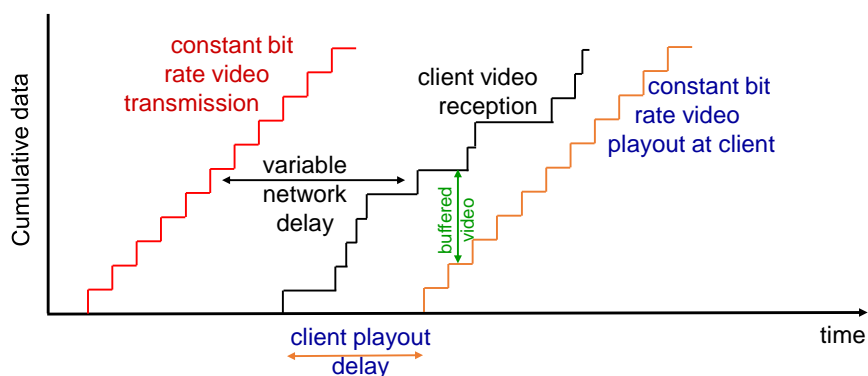 Cumulative data
constant bit
rate video
transmission
variable
network
delay
client video
reception
buffered
video
constant bit
rate video
playout at client
client playout
delay
time